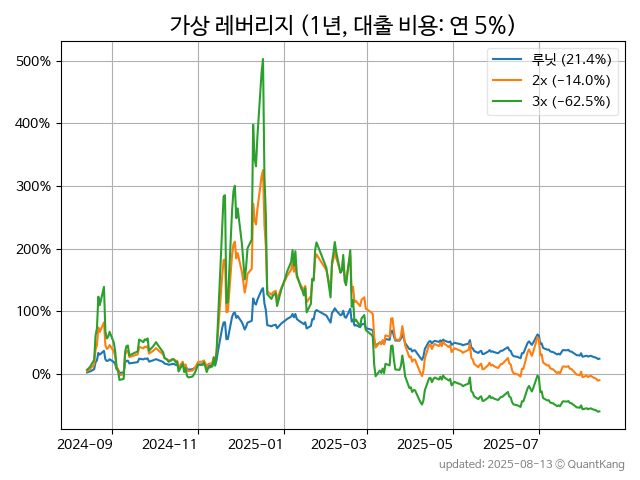 가상 레버리지 (1년, 대출 비용: 연 5%)
500%
400%
300%
200%
100%
0%
루닛 (21.4%)
2x (−14.0%)
3x (−62.5%)
2024-09 2024-11 2025-01 2025-03 2025-05 2025-07
updated: 2025-08-13 © QuantKang